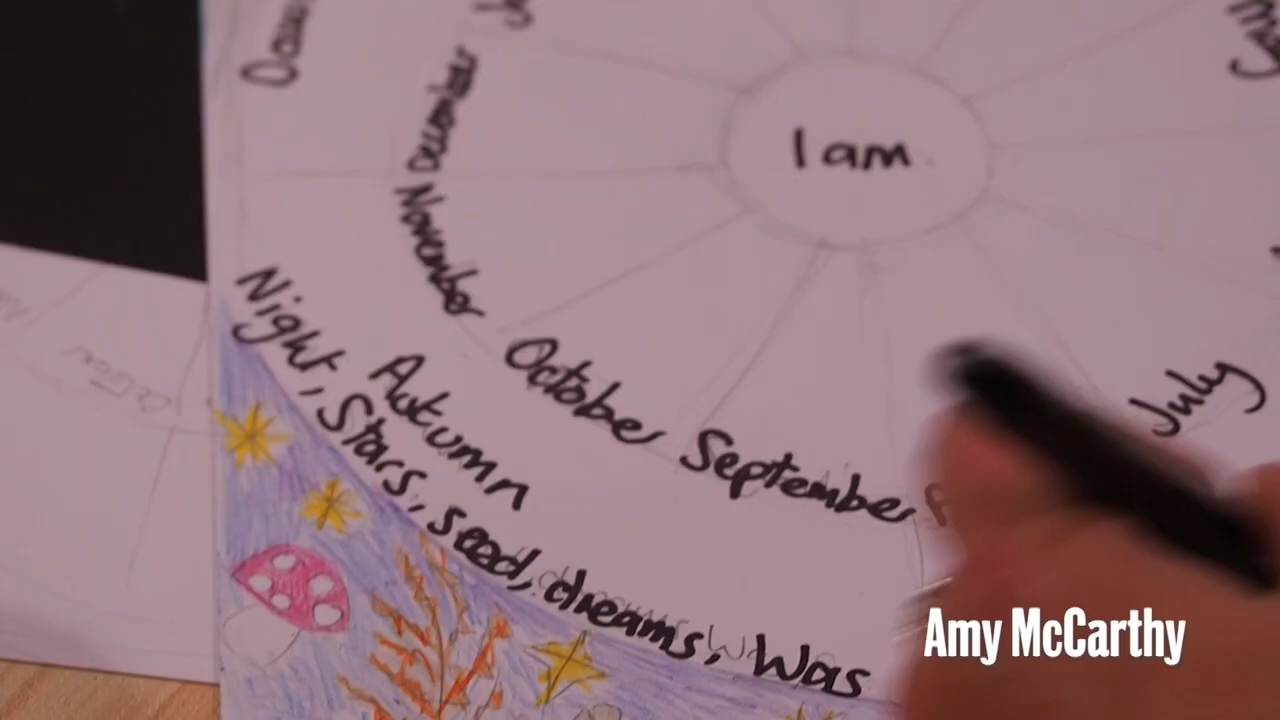 I am
December
November
October
September
July
Autumn
Night, Stars, seed, dreams, Was
Amy McCarthy